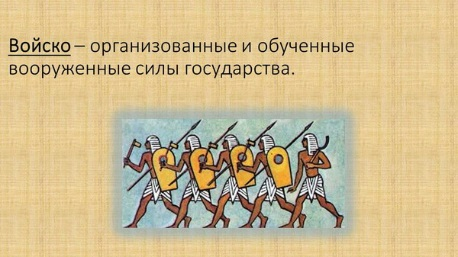 Войско – организованные и обученные
вооруженные силы государства.